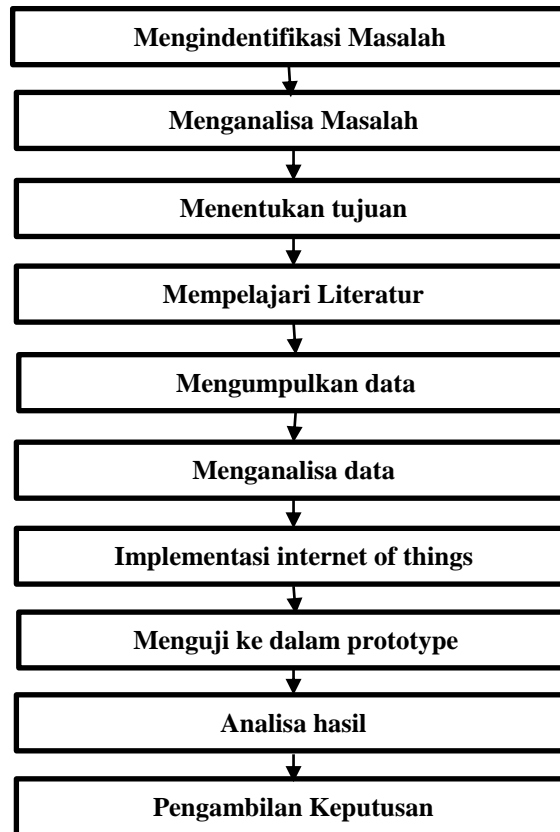 Mengindentifikasi Masalah
Menganalisa Masalah
Menentukan tujuan
Mempelajari Literatur
Mengumpulkan data
Menganalisa data
Implementasi internet of things
Menguji ke dalam prototype
Analisa hasil
Pengambilan Keputusan